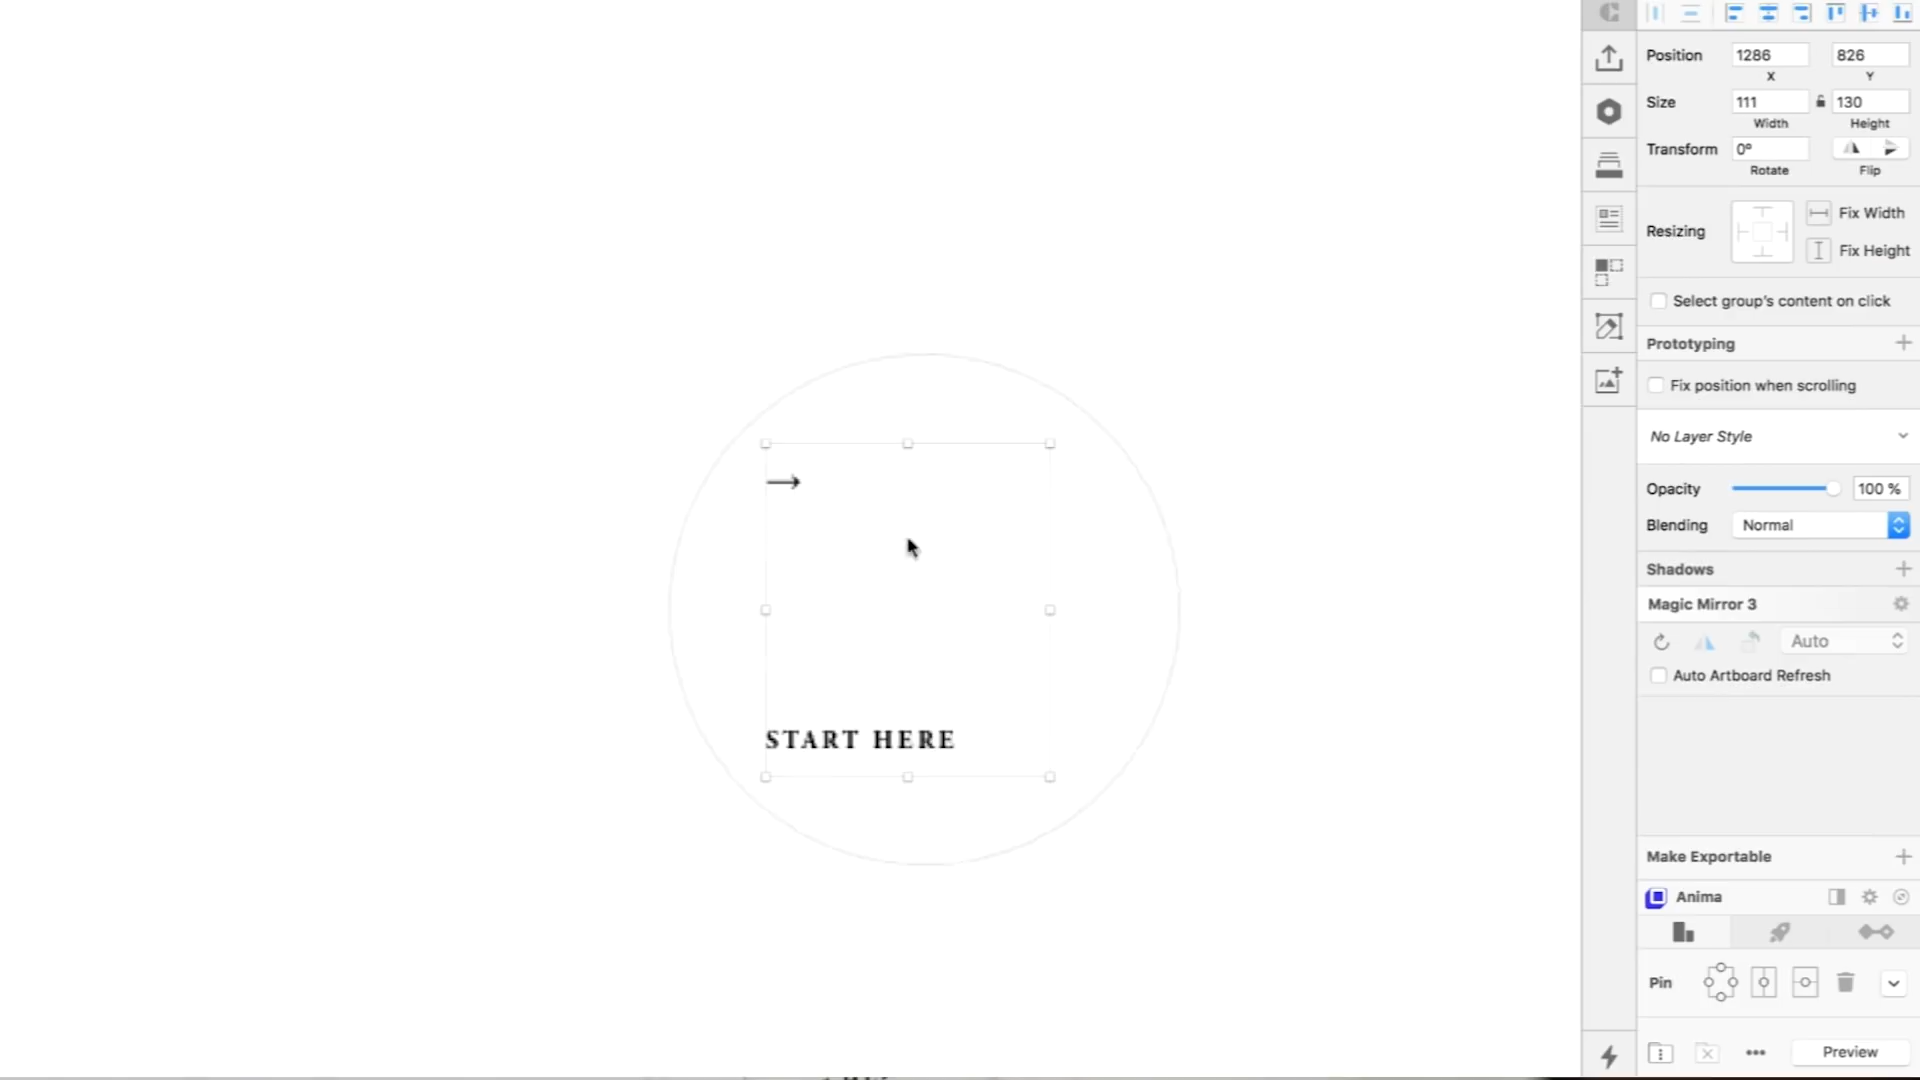 Position 1286 826
X Y
Size 111 130
Width Height
Transform 0°
Rotate Flip
Resizing Fix Width
Fix Height
Select group's content on click
Prototyping
Fix position when scrolling
No Layer Style
Opacity 100 %
Blending Normal
Shadows
Magic Mirror 3
Auto
Auto Artboard Refresh
→
START HERE
Make Exportable
Anima
Pin
Preview